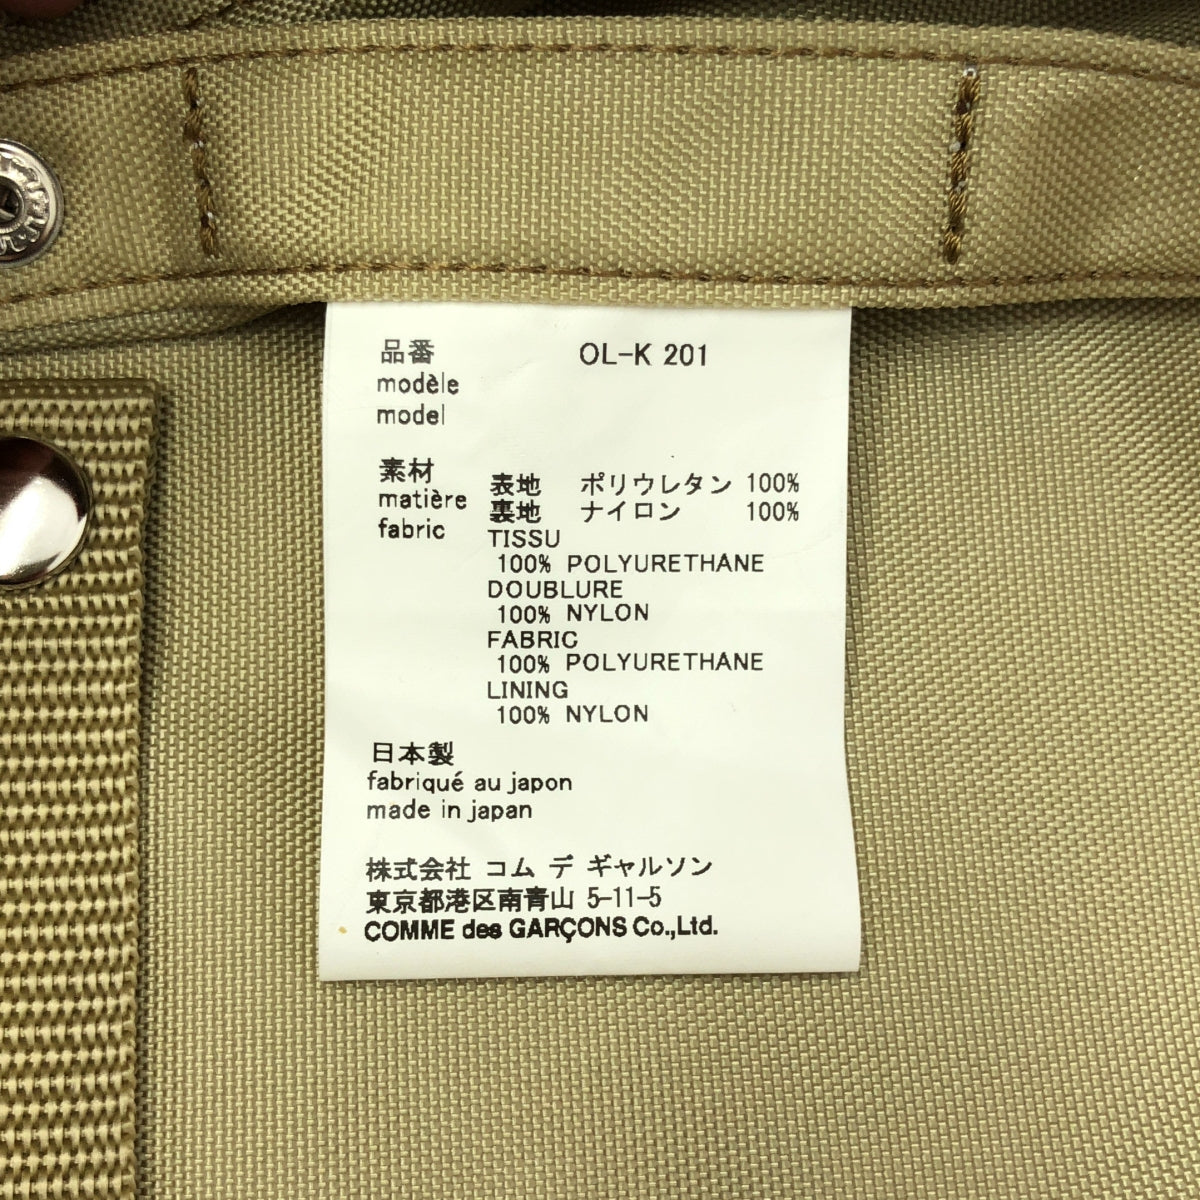 品番 OL-K 201
modèle
model
素材 表地 ポリウレタン 100%
matière 裏地 ナイロン 100%
fabric TISSU
100% POLYURETHANE
DOUBLURE
100% NYLON
FABRIC
100% POLYURETHANE
LINING
100% NYLON
日本製
fabriqué au japon
made in japan
株式会社 コム デ ギャルソン
東京都港区南青山 5-11-5
COMME des GARÇONS Co.,Ltd.